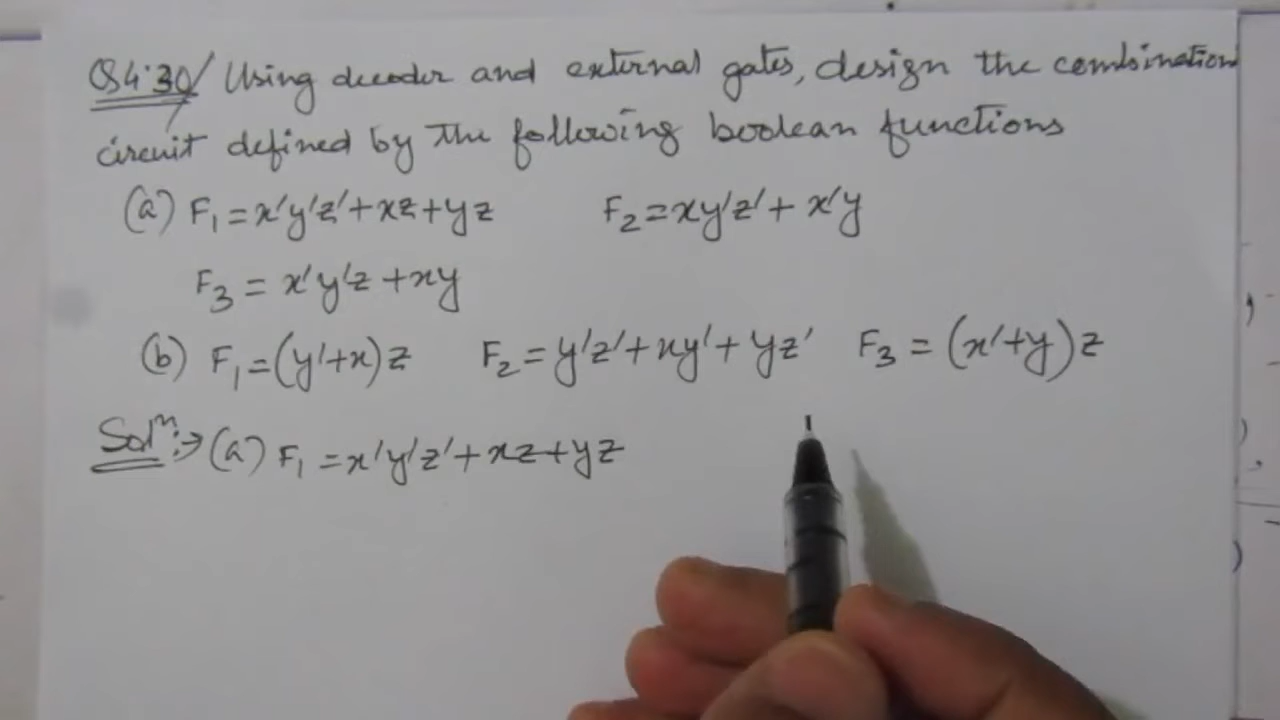 Q4.30/ Using decoder and external gates, design the combination
circuit defined by the following boolean functions
(a) F₁ = x'y'z' + xz + yz F₂ = xy'z' + x'y
F₃ = x'y'z + xy
(b) F₁ = (y'+x)z F₂ = y'z' + xy' + yz' F₃ = (x'+y)z
Solⁿ:→ (a) F₁ = x'y'z' + xz + yz